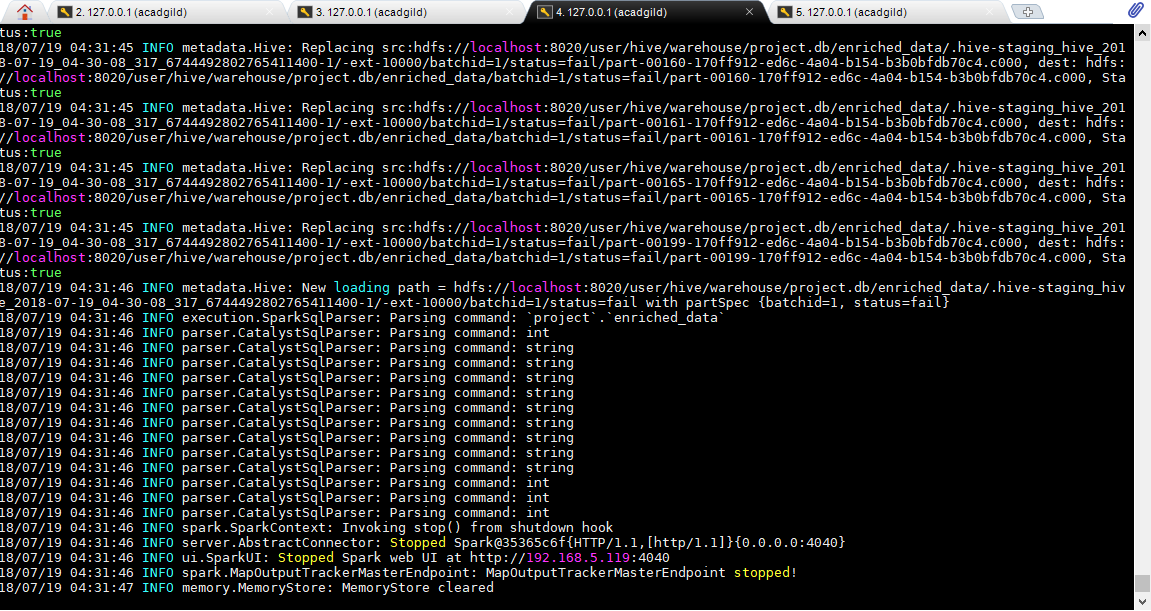 2. 127.0.0.1 (acadgild)
3. 127.0.0.1 (acadgild)
4. 127.0.0.1 (acadgild)
5. 127.0.0.1 (acadgild)
tus:true
18/07/19 04:31:45 INFO metadata.Hive: Replacing src:hdfs://localhost:8020/user/hive/warehouse/project.db/enriched_data/.hive-staging_hive_201
8-07-19_04-30-08_317_6744492802765411400-1/-ext-10000/batchid=1/status=fail/part-00160-170ff912-ed6c-4a04-b154-b3b0bfdb70c4.c000, dest: hdfs:
//localhost:8020/user/hive/warehouse/project.db/enriched_data/batchid=1/status=fail/part-00160-170ff912-ed6c-4a04-b154-b3b0bfdb70c4.c000, Sta
tus:true
18/07/19 04:31:45 INFO metadata.Hive: Replacing src:hdfs://localhost:8020/user/hive/warehouse/project.db/enriched_data/.hive-staging_hive_201
8-07-19_04-30-08_317_6744492802765411400-1/-ext-10000/batchid=1/status=fail/part-00161-170ff912-ed6c-4a04-b154-b3b0bfdb70c4.c000, dest: hdfs:
//localhost:8020/user/hive/warehouse/project.db/enriched_data/batchid=1/status=fail/part-00161-170ff912-ed6c-4a04-b154-b3b0bfdb70c4.c000, Sta
tus:true
18/07/19 04:31:45 INFO metadata.Hive: Replacing src:hdfs://localhost:8020/user/hive/warehouse/project.db/enriched_data/.hive-staging_hive_201
8-07-19_04-30-08_317_6744492802765411400-1/-ext-10000/batchid=1/status=fail/part-00165-170ff912-ed6c-4a04-b154-b3b0bfdb70c4.c000, dest: hdfs:
//localhost:8020/user/hive/warehouse/project.db/enriched_data/batchid=1/status=fail/part-00165-170ff912-ed6c-4a04-b154-b3b0bfdb70c4.c000, Sta
tus:true
18/07/19 04:31:45 INFO metadata.Hive: Replacing src:hdfs://localhost:8020/user/hive/warehouse/project.db/enriched_data/.hive-staging_hive_201
8-07-19_04-30-08_317_6744492802765411400-1/-ext-10000/batchid=1/status=fail/part-00199-170ff912-ed6c-4a04-b154-b3b0bfdb70c4.c000, dest: hdfs:
//localhost:8020/user/hive/warehouse/project.db/enriched_data/batchid=1/status=fail/part-00199-170ff912-ed6c-4a04-b154-b3b0bfdb70c4.c000, Sta
tus:true
18/07/19 04:31:46 INFO metadata.Hive: New loading path = hdfs://localhost:8020/user/hive/warehouse/project.db/enriched_data/.hive-staging_hiv
e_2018-07-19_04-30-08_317_6744492802765411400-1/-ext-10000/batchid=1/status=fail with partSpec {batchid=1, status=fail}
18/07/19 04:31:46 INFO execution.SparkSqlParser: Parsing command: `project`.`enriched_data`
18/07/19 04:31:46 INFO parser.CatalystSqlParser: Parsing command: int
18/07/19 04:31:46 INFO parser.CatalystSqlParser: Parsing command: string
18/07/19 04:31:46 INFO parser.CatalystSqlParser: Parsing command: string
18/07/19 04:31:46 INFO parser.CatalystSqlParser: Parsing command: string
18/07/19 04:31:46 INFO parser.CatalystSqlParser: Parsing command: string
18/07/19 04:31:46 INFO parser.CatalystSqlParser: Parsing command: string
18/07/19 04:31:46 INFO parser.CatalystSqlParser: Parsing command: string
18/07/19 04:31:46 INFO parser.CatalystSqlParser: Parsing command: string
18/07/19 04:31:46 INFO parser.CatalystSqlParser: Parsing command: string
18/07/19 04:31:46 INFO parser.CatalystSqlParser: Parsing command: string
18/07/19 04:31:46 INFO parser.CatalystSqlParser: Parsing command: int
18/07/19 04:31:46 INFO parser.CatalystSqlParser: Parsing command: int
18/07/19 04:31:46 INFO parser.CatalystSqlParser: Parsing command: int
18/07/19 04:31:46 INFO spark.SparkContext: Invoking stop() from shutdown hook
18/07/19 04:31:46 INFO server.AbstractConnector: Stopped Spark@35365c6f{HTTP/1.1,[http/1.1]}{0.0.0.0:4040}
18/07/19 04:31:46 INFO ui.SparkUI: Stopped Spark web UI at http://192.168.5.119:4040
18/07/19 04:31:46 INFO spark.MapOutputTrackerMasterEndpoint: MapOutputTrackerMasterEndpoint stopped!
18/07/19 04:31:47 INFO memory.MemoryStore: MemoryStore cleared